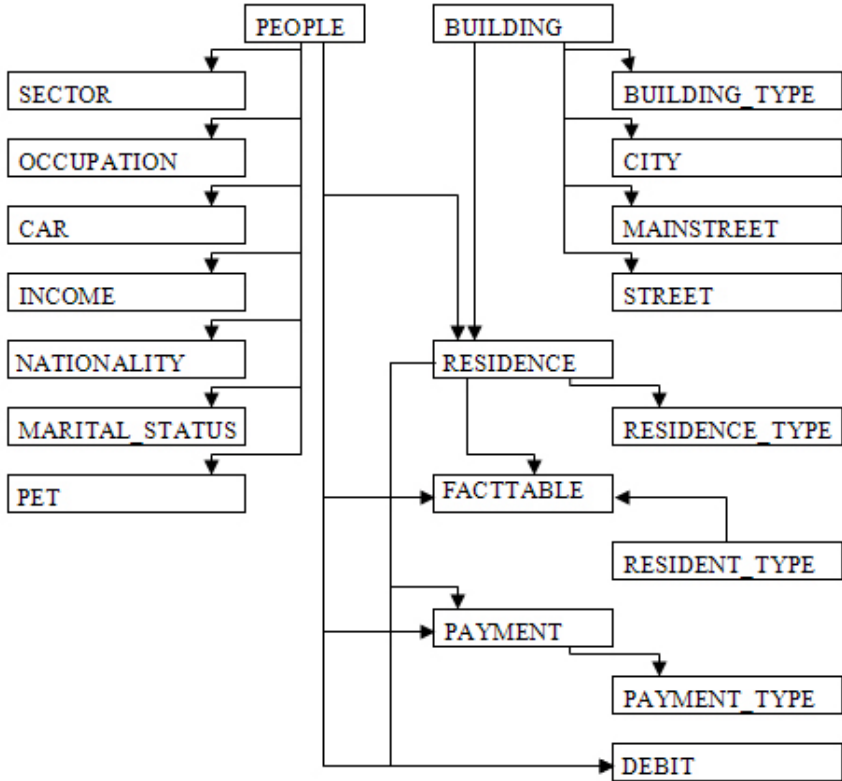 PEOPLE
BUILDING
SECTOR
BUILDING_TYPE
OCCUPATION
CITY
CAR
MAINSTREET
INCOME
STREET
NATIONALITY
RESIDENCE
MARITAL_STATUS
RESIDENCE_TYPE
PET
FACTTABLE
RESIDENT_TYPE
PAYMENT
PAYMENT_TYPE
DEBIT